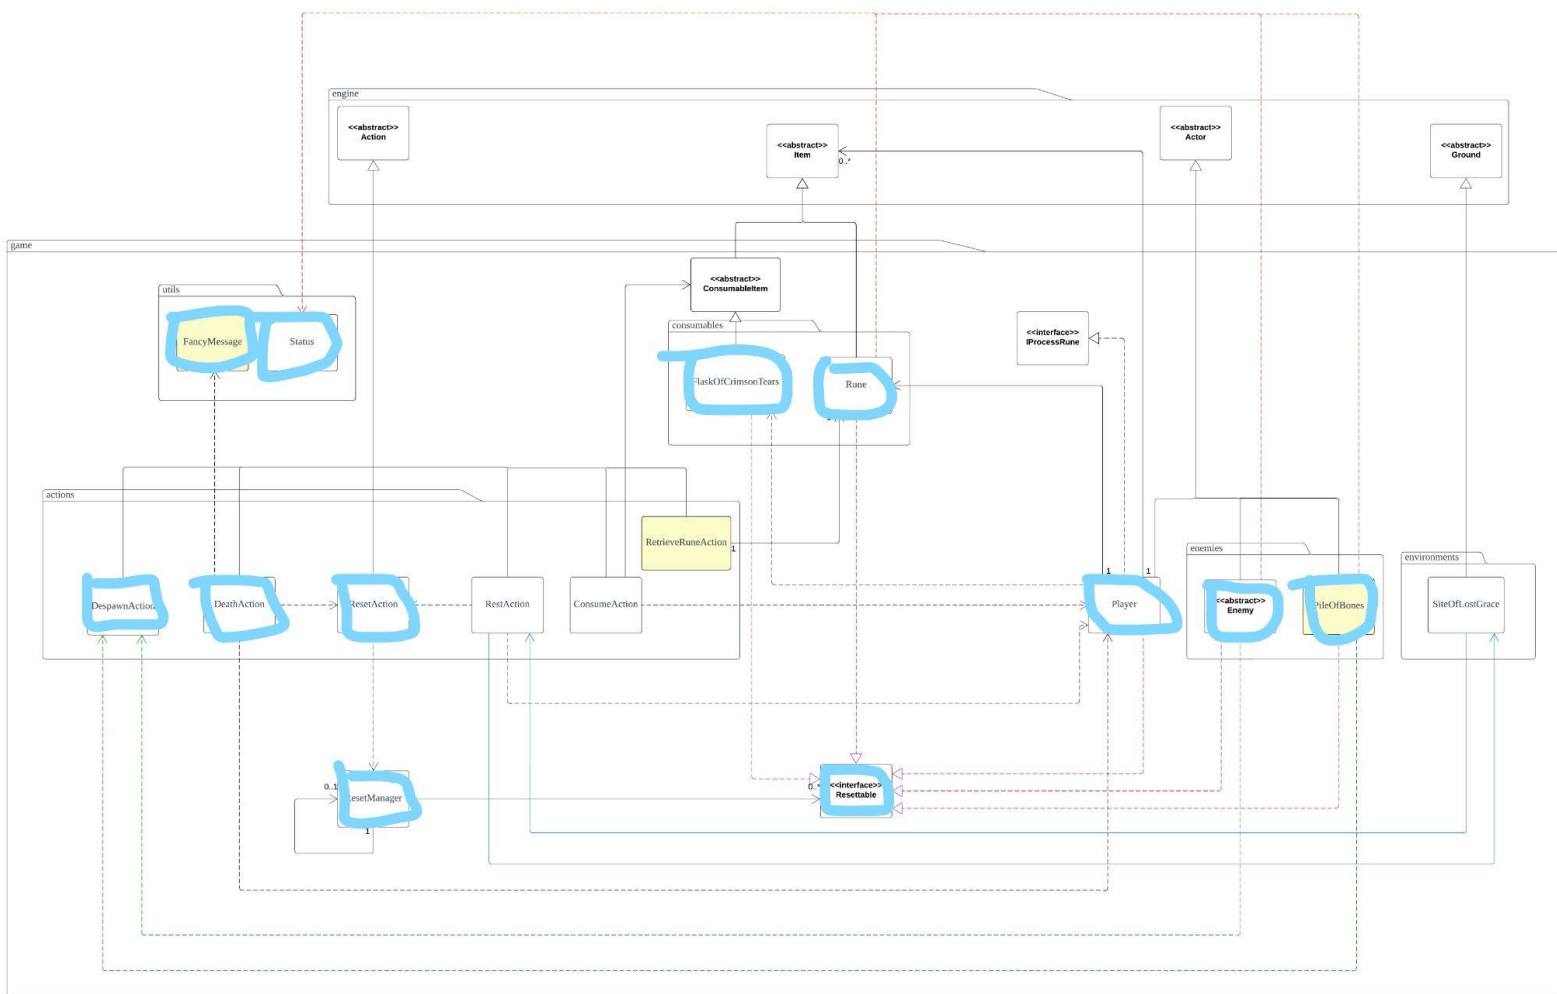 engine
<<abstract>>
Action
<<abstract>>
Item
0..*
<<abstract>>
Actor
<<abstract>>
Ground
game
utils
FancyMessage
Status
<<abstract>>
ConsumableItem
consumables
FlaskOfCrimsonTears
Rune
<<interface>>
IProcessRune
actions
RetrieveRuneAction
1
DespawnAction
DeathAction
ResetAction
RestAction
ConsumeAction
1
1
Player
enemies
<<abstract>>
Enemy
PileOfBones
environments
SiteOfLostGrace
0..1
ResetManager
1
0..*
<<interface>>
Resettable